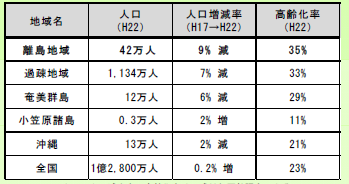 地域名 人口 人口増減率 高齢化率
(H22) (H17→H22) (H22)
離島地域 42万人 9% 減 35%
過疎地域 1,134万人 7% 減 33%
奄美群島 12万人 6% 減 29%
小笠原諸島 0.3万人 2% 増 11%
沖縄 13万人 2% 減 21%
全国 1億2,800万人 0.2% 増 23%